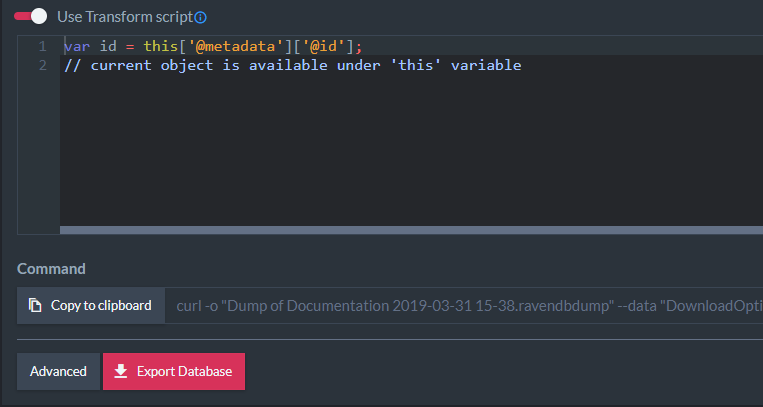 Use Transform script
1 var id = this['@metadata']['@id'];
2 // current object is available under 'this' variable
Command
Copy to clipboard curl -o "Dump of Documentation 2019-03-31 15-38.ravendbdump" --data "DownloadOpti
Advanced Export Database